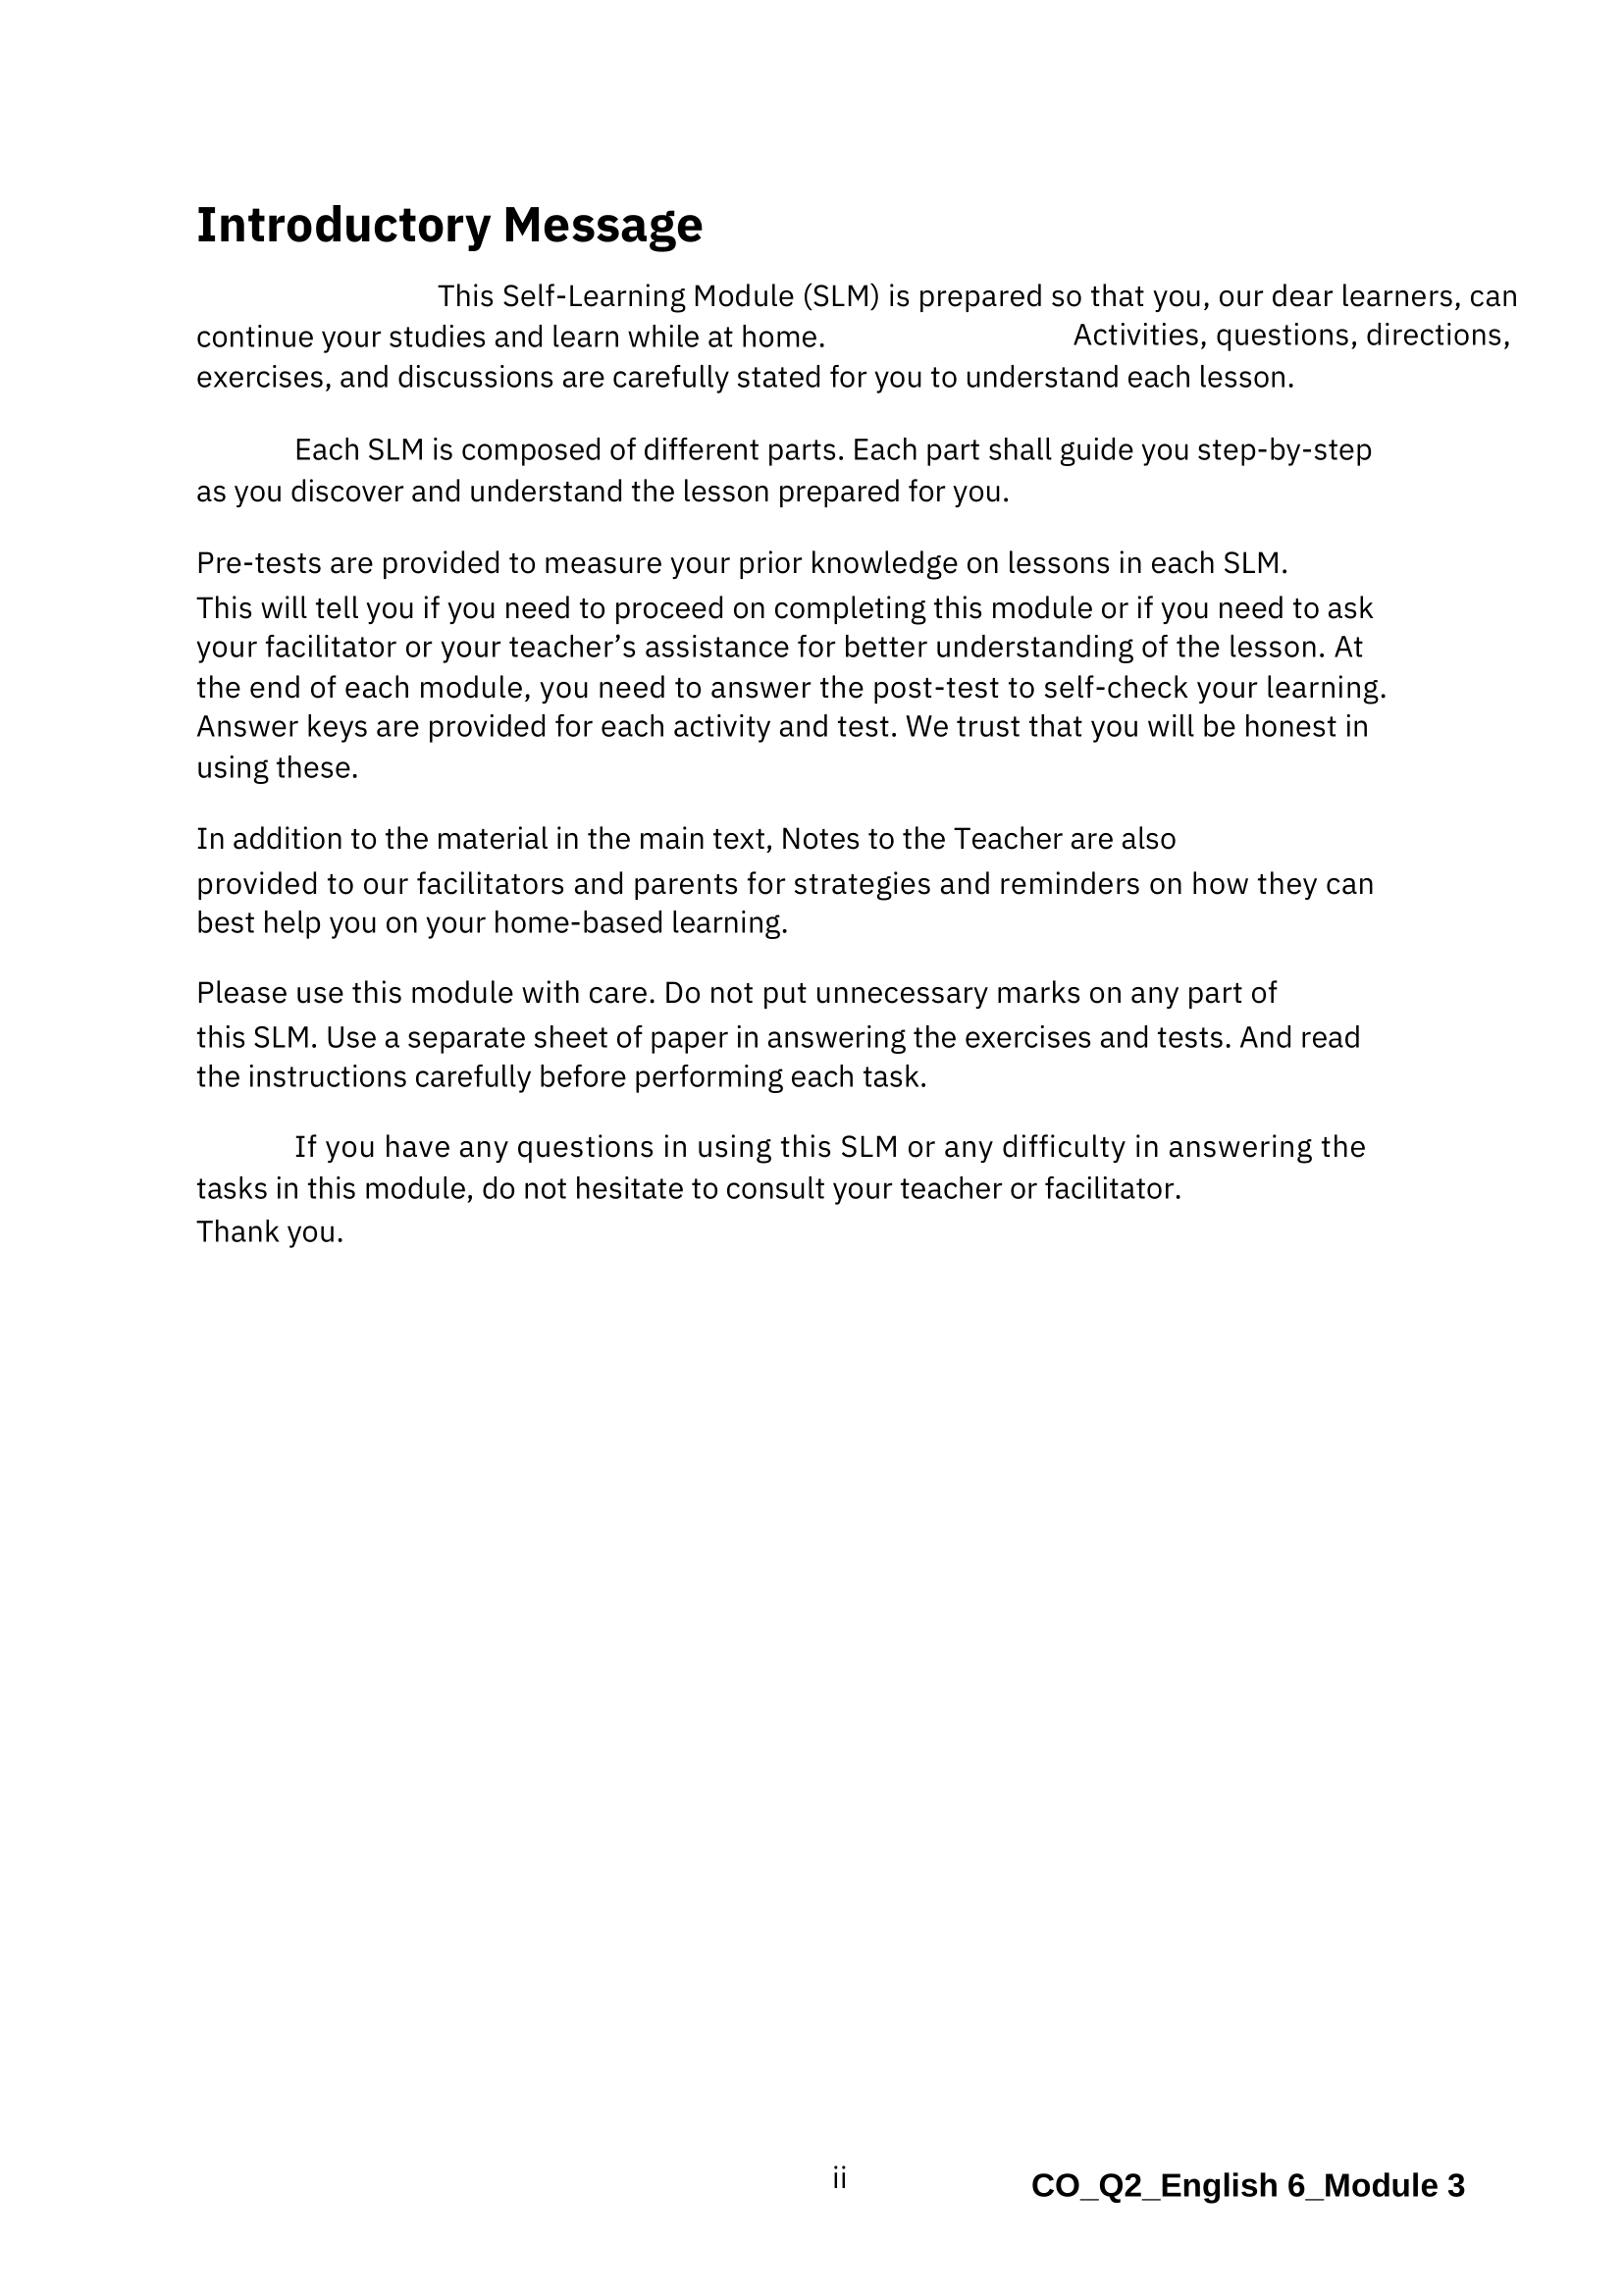 Introductory Message
This Self-Learning Module (SLM) is prepared so that you, our dear learners, can
continue your studies and learn while at home. Activities, questions, directions,
exercises, and discussions are carefully stated for you to understand each lesson.
Each SLM is composed of different parts. Each part shall guide you step-by-step
as you discover and understand the lesson prepared for you.
Pre-tests are provided to measure your prior knowledge on lessons in each SLM.
This will tell you if you need to proceed on completing this module or if you need to ask
your facilitator or your teacher’s assistance for better understanding of the lesson. At
the end of each module, you need to answer the post-test to self-check your learning.
Answer keys are provided for each activity and test. We trust that you will be honest in
using these.
In addition to the material in the main text, Notes to the Teacher are also
provided to our facilitators and parents for strategies and reminders on how they can
best help you on your home-based learning.
Please use this module with care. Do not put unnecessary marks on any part of
this SLM. Use a separate sheet of paper in answering the exercises and tests. And read
the instructions carefully before performing each task.
If you have any questions in using this SLM or any difficulty in answering the
tasks in this module, do not hesitate to consult your teacher or facilitator.
Thank you.
ii
CO_Q2_English 6_Module 3